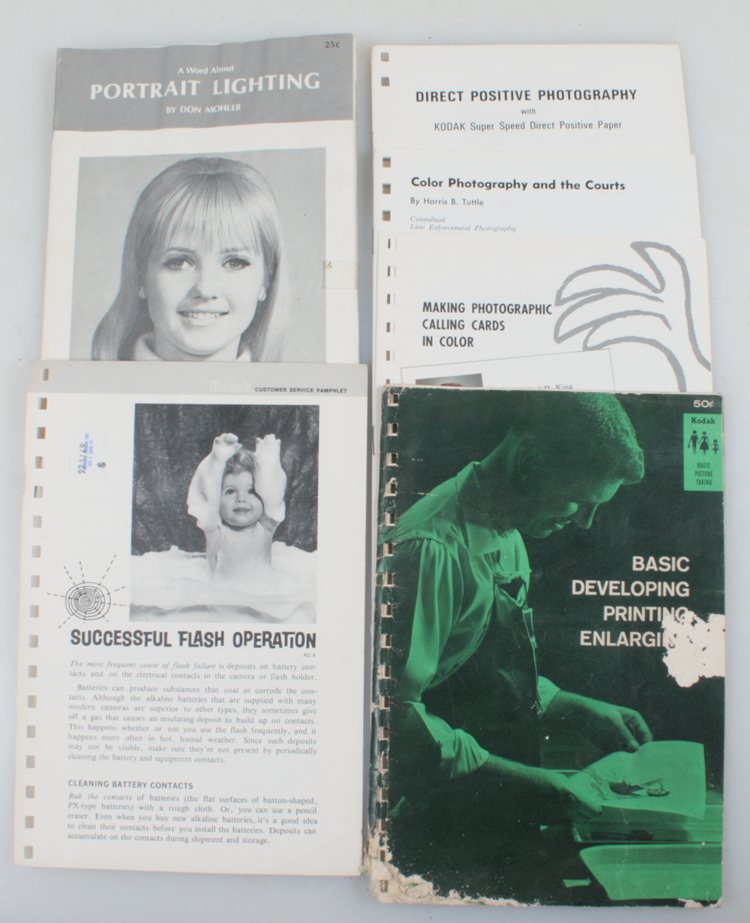 25¢
A Word About
PORTRAIT LIGHTING
BY DON MOHLER
DIRECT POSITIVE PHOTOGRAPHY
with
KODAK Super Speed Direct Positive Paper
Color Photography and the Courts
By Harris B. Tuttle
Consultant
Law Enforcement Photography
MAKING PHOTOGRAPHIC
CALLING CARDS
IN COLOR
Kodak CUSTOMER SERVICE PAMPHLET
SUCCESSFUL FLASH OPERATION
AC-4
The most frequent cause of flash failure is deposits on battery con-
tacts and on the electrical contacts in the camera or flash holder.
Batteries can produce substances that coat or corrode the con-
tacts. Although the alkaline batteries that are supplied with many
modern cameras are superior to other types, they sometimes give
off a gas that causes an insulating deposit to build up on contacts.
This happens whether or not you use the flash frequently, and it
happens more often in hot, humid weather. Since such deposits
may not be visible, make sure they're not present by periodically
cleaning the battery and equipment contacts.
CLEANING BATTERY CONTACTS
Rub the contacts of batteries (the flat surfaces of button-shaped,
PX-type batteries) with a rough cloth. Or, you can use a pencil
eraser. Even when you buy new alkaline batteries, it's a good idea
to clean their contacts before you install the batteries. Deposits can
accumulate on the contacts during shipment and storage.
50¢
Kodak
BASIC
PICTURE
TAKING
BASIC
DEVELOPING
PRINTING
ENLARGIN